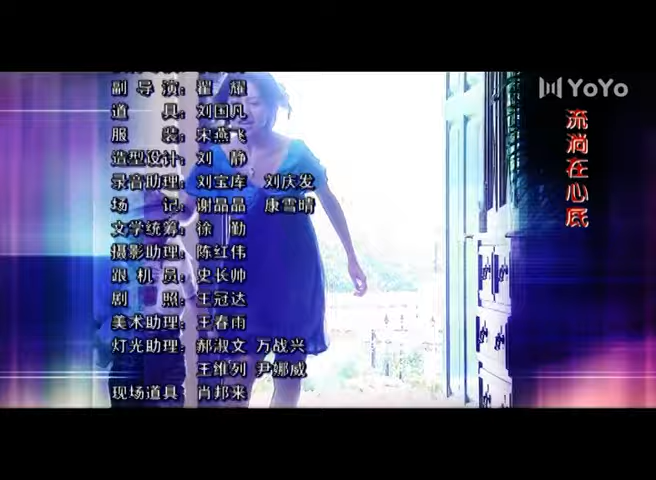 副导演：翟　耀
道　　具：刘国凡
服　　装：宋燕飞
造型设计：刘　静
录音助理：刘宝库　刘庆发
场　　记：谢晶晶　康雪晴
文学统筹：徐　勤
摄影助理：陈红伟
跟机员：史长帅
剧　　照：王冠达
美术助理：王春雨
灯光助理：郝淑文 万战兴
王维列 尹娜威
现场道具　肖邦来
YoYo
流淌在心底